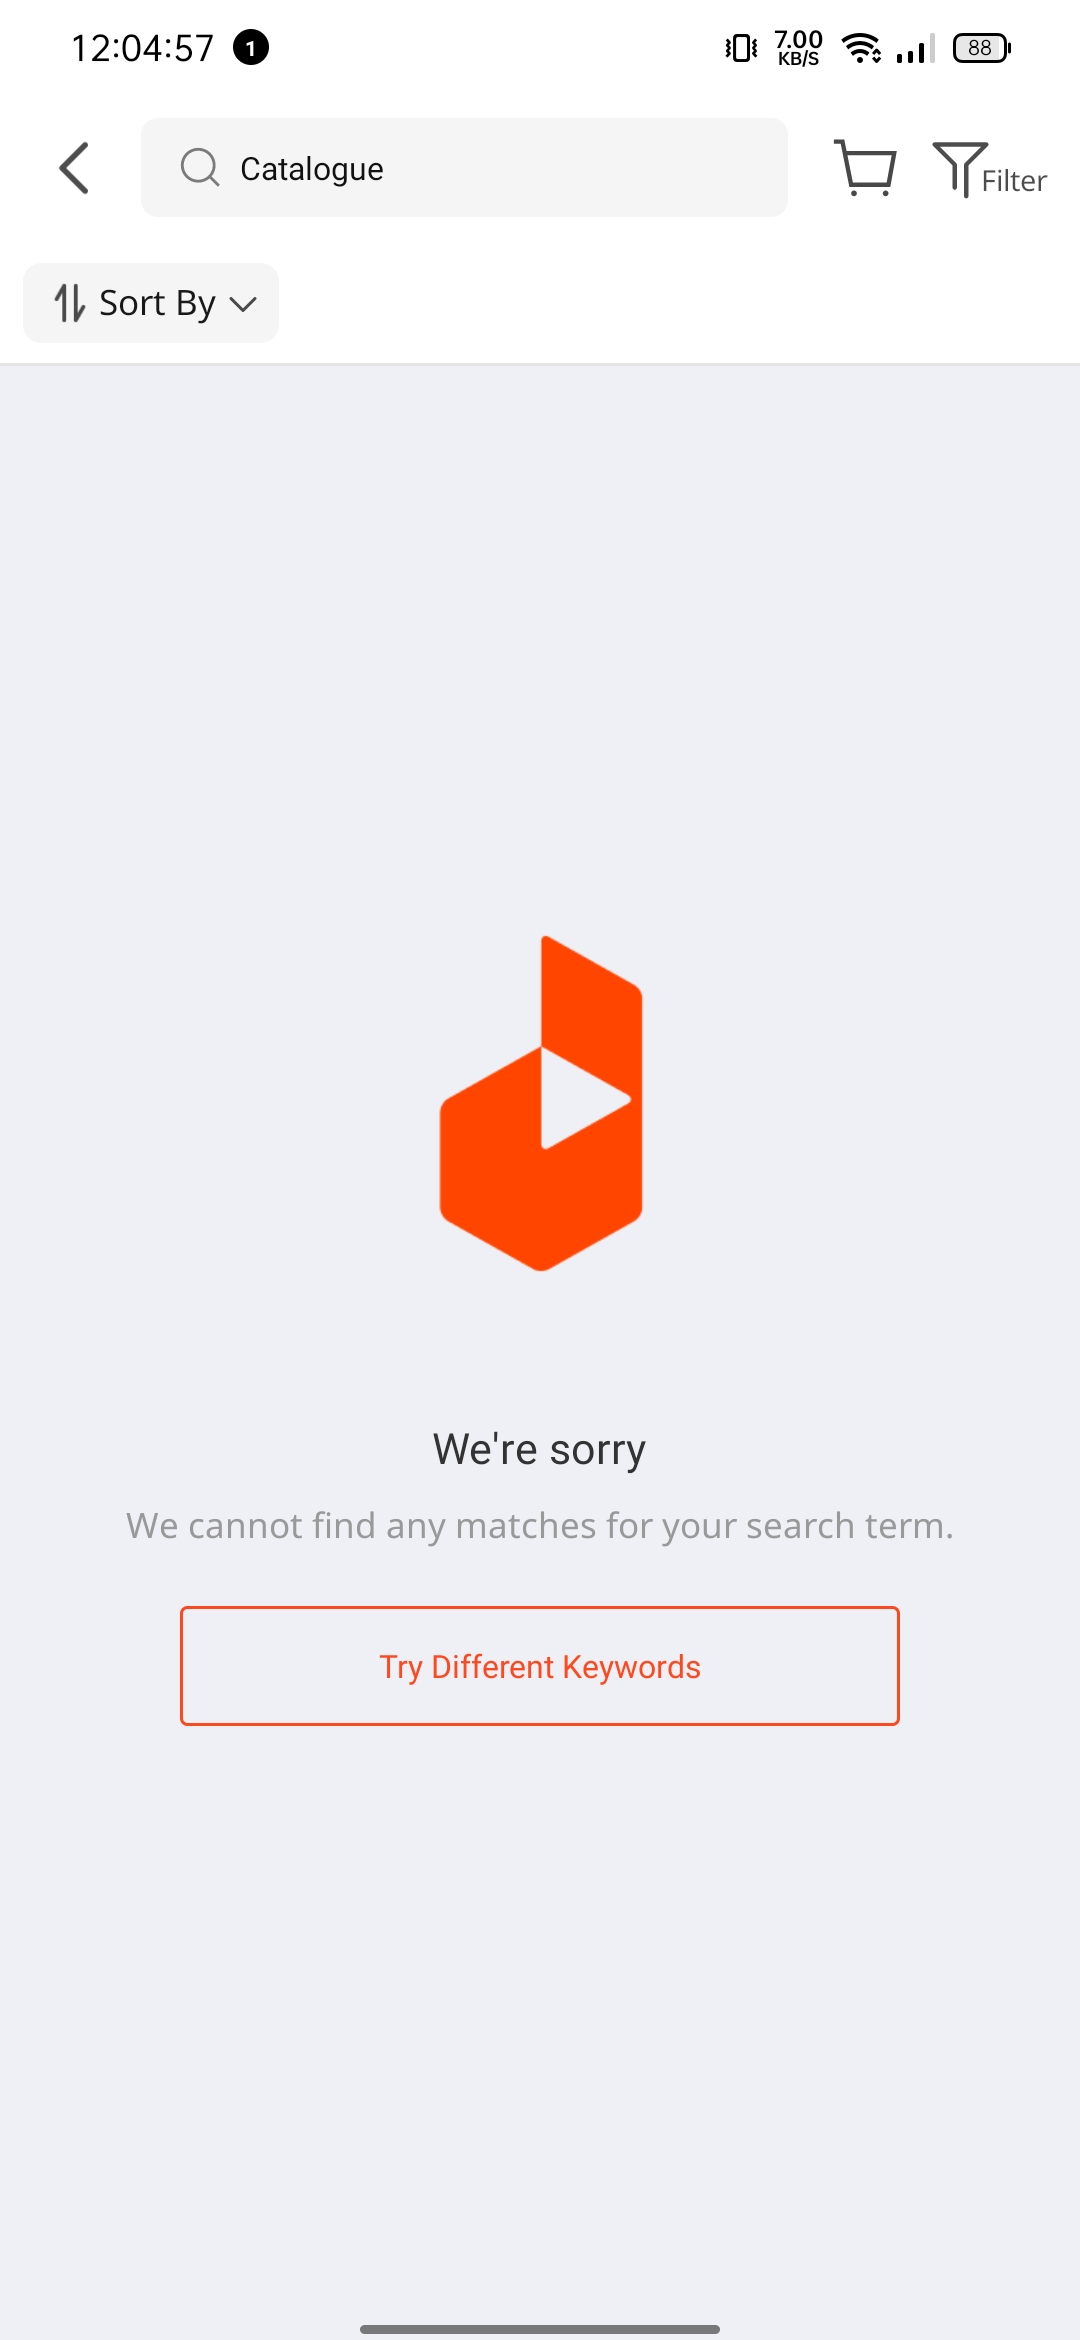 12:04:57 1 7.00 KB/S 88
Catalogue
Filter
Sort By
We're sorry
We cannot find any matches for your search term.
Try Different Keywords